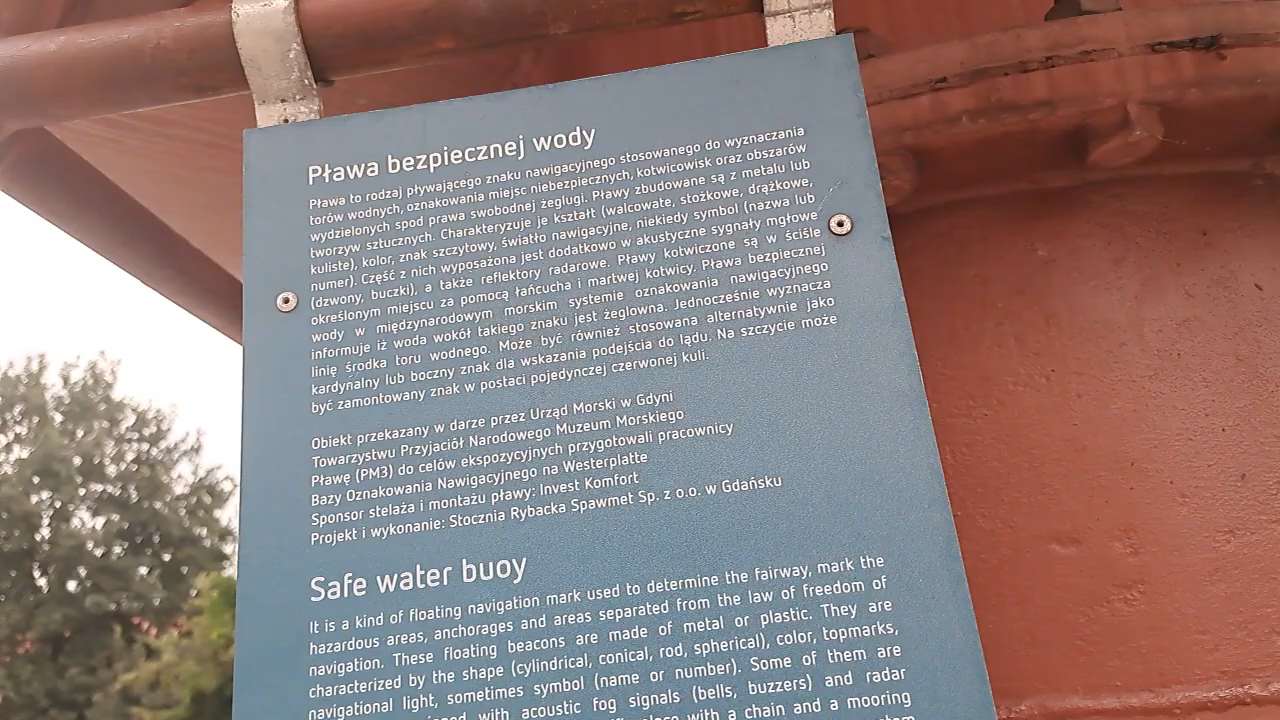 Pława bezpiecznej wody
Pława to rodzaj pływającego znaku nawigacyjnego stosowanego do wyznaczania
torów wodnych, oznakowania miejsc niebezpiecznych, kotwicowisk oraz obszarów
wydzielonych spod prawa swobodnej żeglugi. Pławy zbudowane są z metalu lub
tworzyw sztucznych. Charakteryzuje je kształt (walcowate, stożkowe, drążkowe,
kuliste), kolor, znak szczytowy, światło nawigacyjne, niekiedy symbol (nazwa lub
numer). Część z nich wyposażona jest dodatkowo w akustyczne sygnały mgłowe
(dzwony, buczki), a także reflektory radarowe. Pławy kotwiczone są w ściśle
określonym miejscu za pomocą łańcucha i martwej kotwicy. Pława bezpiecznej
wody w międzynarodowym morskim systemie oznakowania nawigacyjnego
informuje iż woda wokół takiego znaku jest żeglowna. Jednocześnie wyznacza
linię środka toru wodnego. Może być również stosowana alternatywnie jako
kardynalny lub boczny znak dla wskazania podejścia do lądu. Na szczycie może
być zamontowany znak w postaci pojedynczej czerwonej kuli.
Obiekt przekazany w darze przez Urząd Morski w Gdyni
Towarzystwu Przyjaciół Narodowego Muzeum Morskiego
Pławę (PM3) do celów ekspozycyjnych przygotowali pracownicy
Bazy Oznakowania Nawigacyjnego na Westerplatte
Sponsor stelaża i montażu pławy: Invest Komfort
Projekt i wykonanie: Stocznia Rybacka Spawmet Sp. z o.o. w Gdańsku
Safe water buoy
It is a kind of floating navigation mark used to determine the fairway, mark the
hazardous areas, anchorages and areas separated from the law of freedom of
navigation. These floating beacons are made of metal or plastic. They are
characterized by the shape (cylindrical, conical, rod, spherical), color, topmarks,
navigational light, sometimes symbol (name or number). Some of them are
with acoustic fog signals (bells, buzzers) and radar
with a chain and a mooring